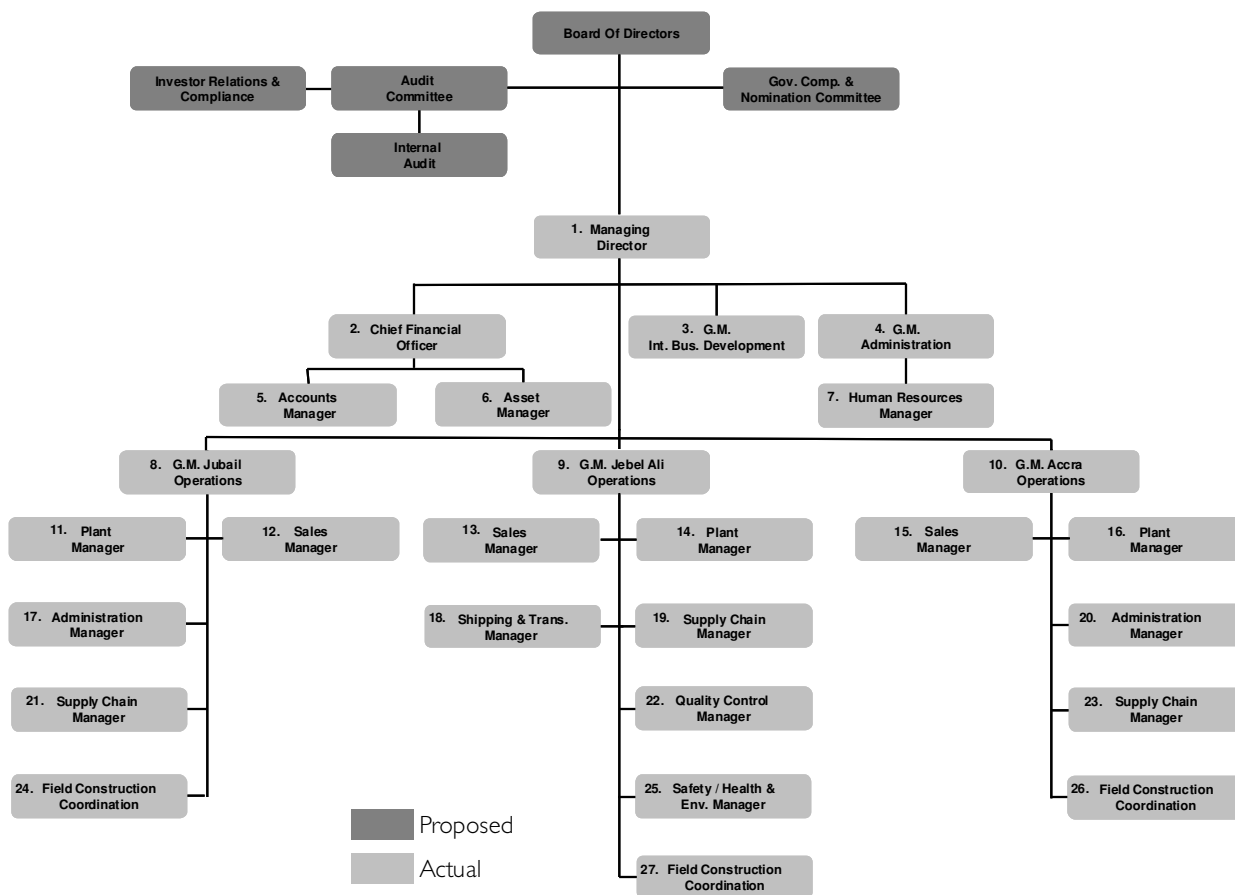 Board Of Directors
Investor Relations &
Compliance
Audit
Committee
Gov. Comp. &
Nomination Committee
Internal
Audit
1. Managing
Director
2. Chief Financial
Officer
3. G.M.
Int. Bus. Development
4. G.M.
Administration
5. Accounts
Manager
6. Asset
Manager
7. Human Resources
Manager
8. G.M. Jubail
Operations
9. G.M. Jebel Ali
Operations
10. G.M. Accra
Operations
11. Plant
Manager
12. Sales
Manager
13. Sales
Manager
14. Plant
Manager
15. Sales
Manager
16. Plant
Manager
17. Administration
Manager
18. Shipping & Trans.
Manager
19. Supply Chain
Manager
20. Administration
Manager
21. Supply Chain
Manager
22. Quality Control
Manager
23. Supply Chain
Manager
24. Field Construction
Coordination
25. Safety / Health &
Env. Manager
26. Field Construction
Coordination
27. Field Construction
Coordination
Proposed
Actual